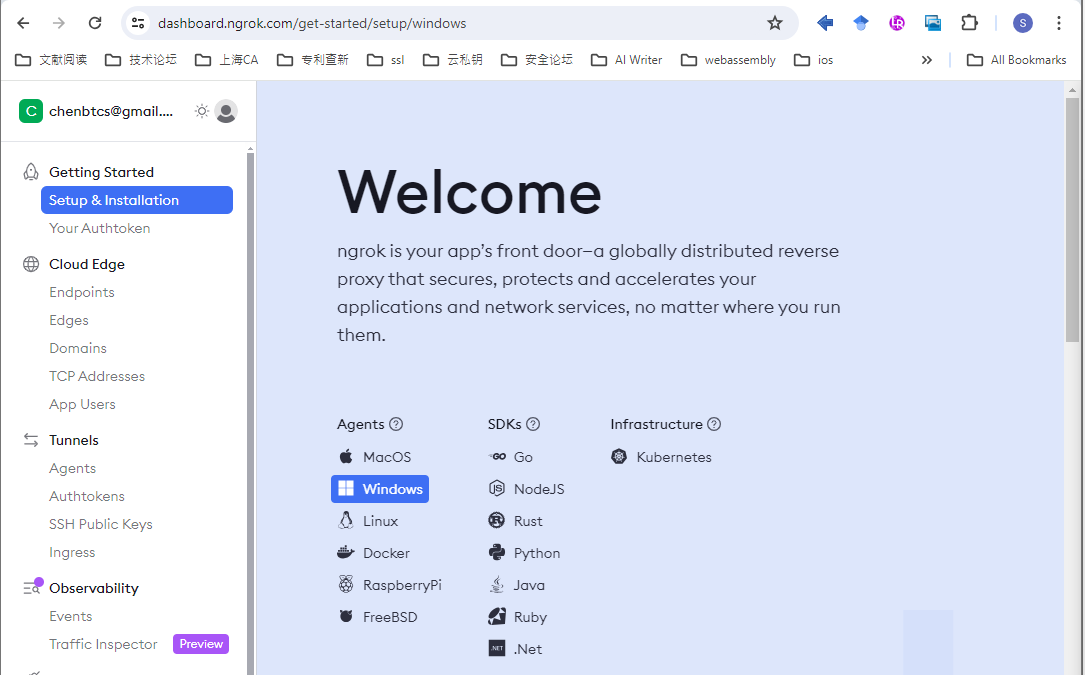 dashboard.ngrok.com/get-started/setup/windows
S
文献阅读 技术论坛 上海CA 专利查新 ssl 云私钥 安全论坛 AI Writer webassembly ios » All Bookmarks
C chenbtcs@gmail....
Getting Started
Setup & Installation
Your Authtoken
Cloud Edge
Endpoints
Edges
Domains
TCP Addresses
App Users
Tunnels
Agents
Authtokens
SSH Public Keys
Ingress
Observability
Events
Traffic Inspector Preview
Welcome
ngrok is your app’s front door—a globally distributed reverse
proxy that secures, protects and accelerates your
applications and network services, no matter where you run
them.
Agents ?
MacOS
Windows
Linux
Docker
RaspberryPi
FreeBSD
SDKs ?
GO Go
JS NodeJS
Rust
Python
Java
Ruby
.NET .Net
Infrastructure ?
Kubernetes